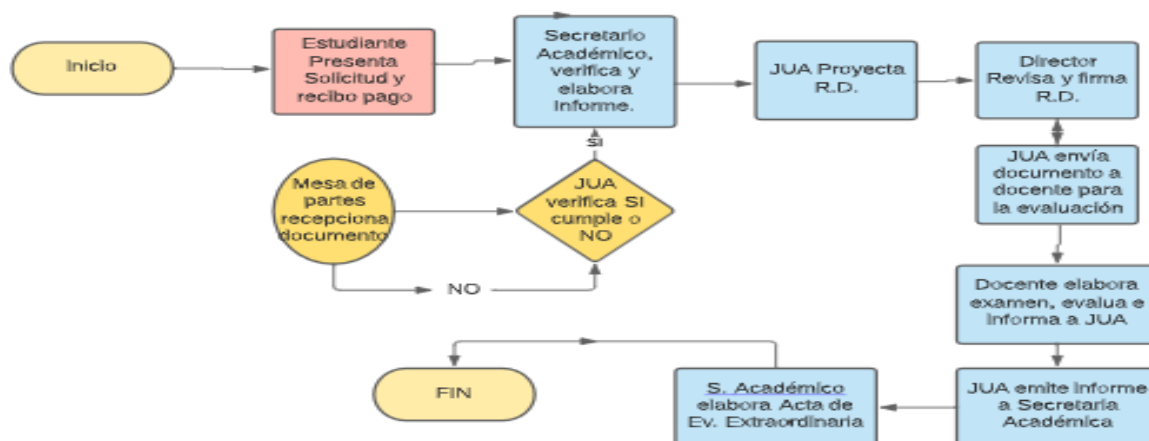 Inicio
Estudiante
Presenta
Solicitud y
recibo pago
Secretario
Académico,
verifica y
elabora
Informe.
JUA Proyecta
R.D.
Director
Revisa y firma
R.D.
SI
Mesa de
partes
recepciona
documento
JUA
verifica SI
cumple o
NO
JUA envía
documento a
docente para
la evaluación
NO
Docente elabora
examen, evalua e
Informa a JUA
FIN
S. Académico
elabora Acta de
Ev. Extraordinaria
JUA emite Informe
a Secretaría
Académica